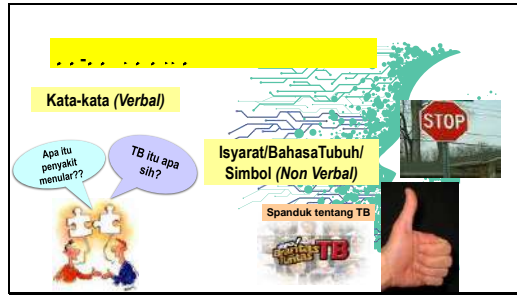 Kata-kata (Verbal)
Apa itu
penyakit
menular??
TB itu apa
sih?
Isyarat/BahasaTubuh/
Simbol (Non Verbal)
STOP
Spanduk tentang TB
Tuntas TB